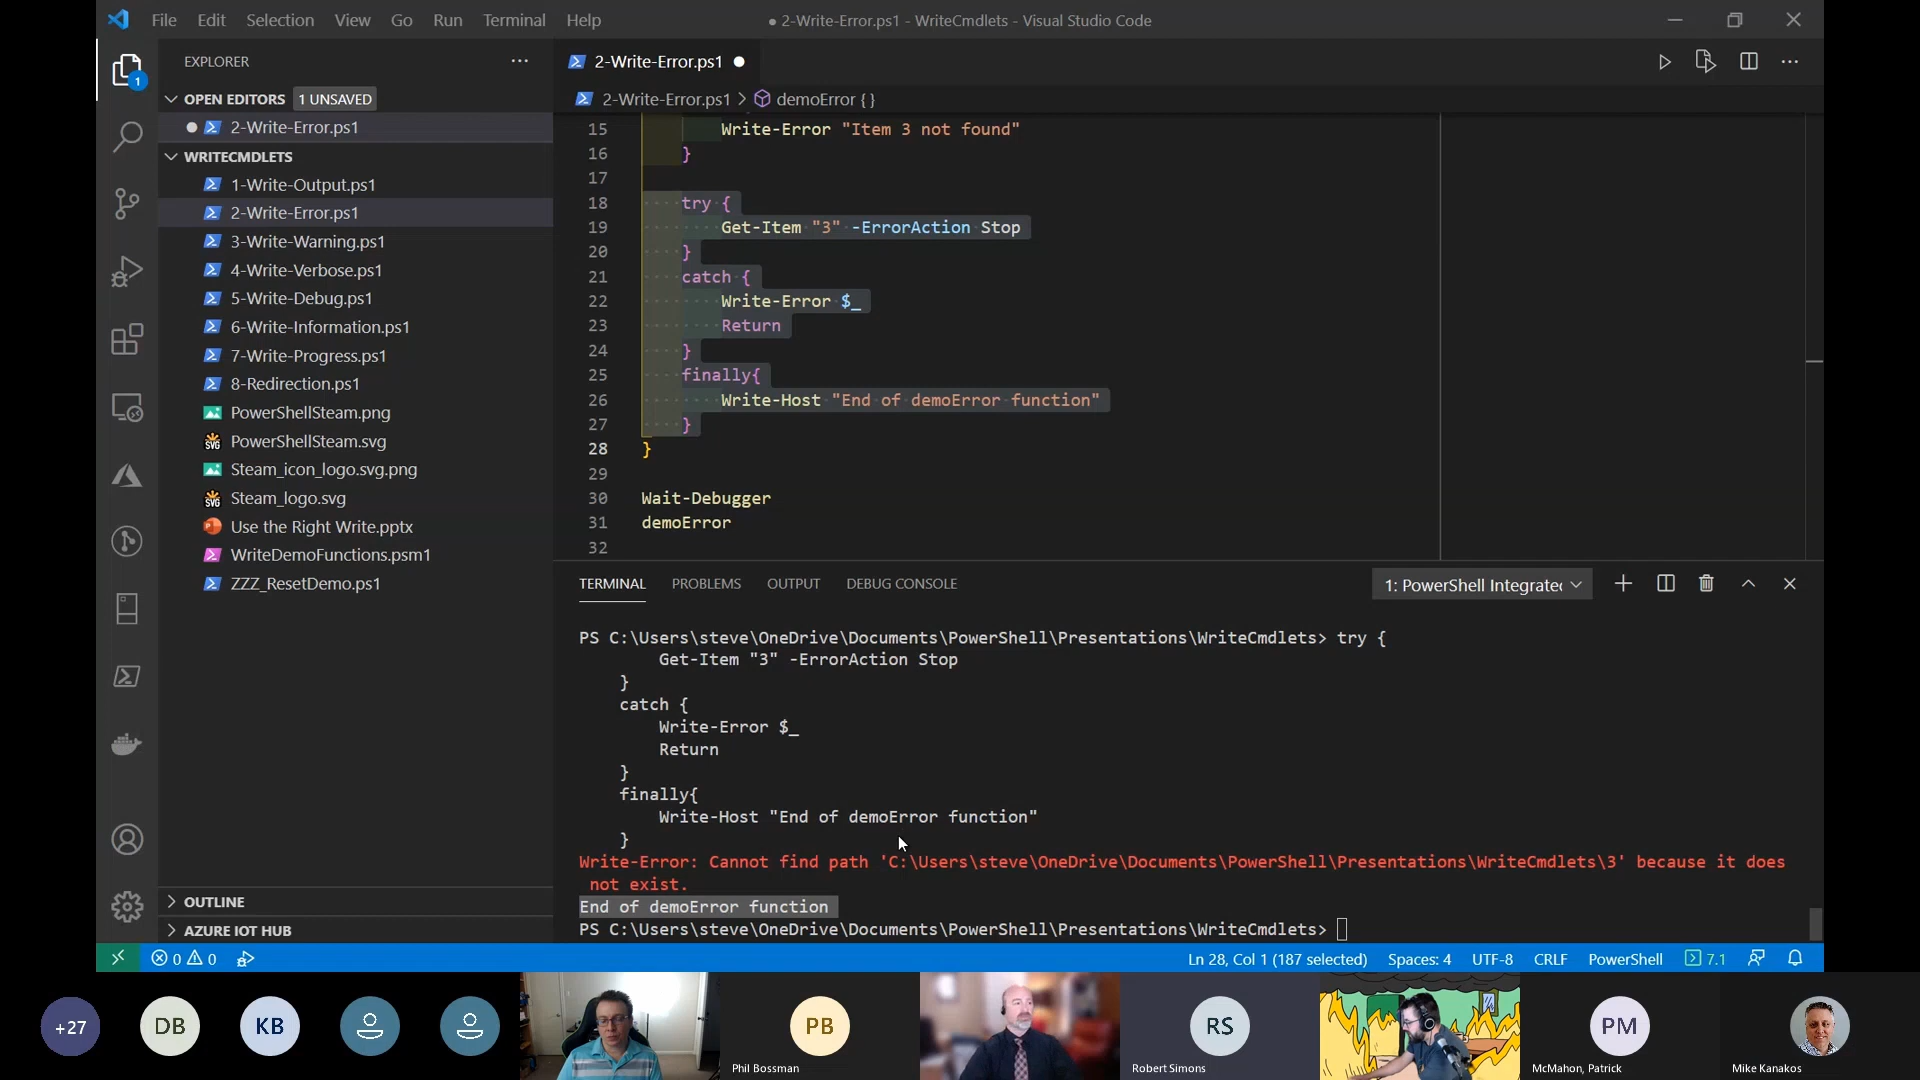 File Edit Selection View Go Run Terminal Help
● 2-Write-Error.ps1 - WriteCmdlets - Visual Studio Code
EXPLORER
OPEN EDITORS 1 UNSAVED
2-Write-Error.ps1
WRITECMDLETS
1-Write-Output.ps1
2-Write-Error.ps1
3-Write-Warning.ps1
4-Write-Verbose.ps1
5-Write-Debug.ps1
6-Write-Information.ps1
7-Write-Progress.ps1
8-Redirection.ps1
PowerShellSteam.png
PowerShellSteam.svg
Steam_icon_logo.svg.png
Steam_logo.svg
Use the Right Write.pptx
WriteDemoFunctions.psm1
ZZZ_ResetDemo.ps1
OUTLINE
AZURE IOT HUB
1
2-Write-Error.ps1
2-Write-Error.ps1 > demoError { }
15 Write-Error "Item 3 not found"
16 }
17
18 try {
19 Get-Item "3" -ErrorAction Stop
20 }
21 catch {
22 Write-Error $_
23 Return
24 }
25 finally{
26 Write-Host "End of demoError function"
27 }
28 }
29
30 Wait-Debugger
31 demoError
32
TERMINAL PROBLEMS OUTPUT DEBUG CONSOLE
1: PowerShell Integrated
PS C:\Users\steve\OneDrive\Documents\PowerShell\Presentations\WriteCmdlets> try {
Get-Item "3" -ErrorAction Stop
}
catch {
Write-Error $_
Return
}
finally{
Write-Host "End of demoError function"
}
Write-Error: Cannot find path 'C:\Users\steve\OneDrive\Documents\PowerShell\Presentations\WriteCmdlets\3' because it does
not exist.
End of demoError function
PS C:\Users\steve\OneDrive\Documents\PowerShell\Presentations\WriteCmdlets>
0 0
Ln 28, Col 1 (187 selected) Spaces: 4 UTF-8 CRLF PowerShell 7.1
+27 DB KB PB RS PM
Phil Bossman
Robert Simons
McMahon, Patrick
Mike Kanakos
SVG
SVG